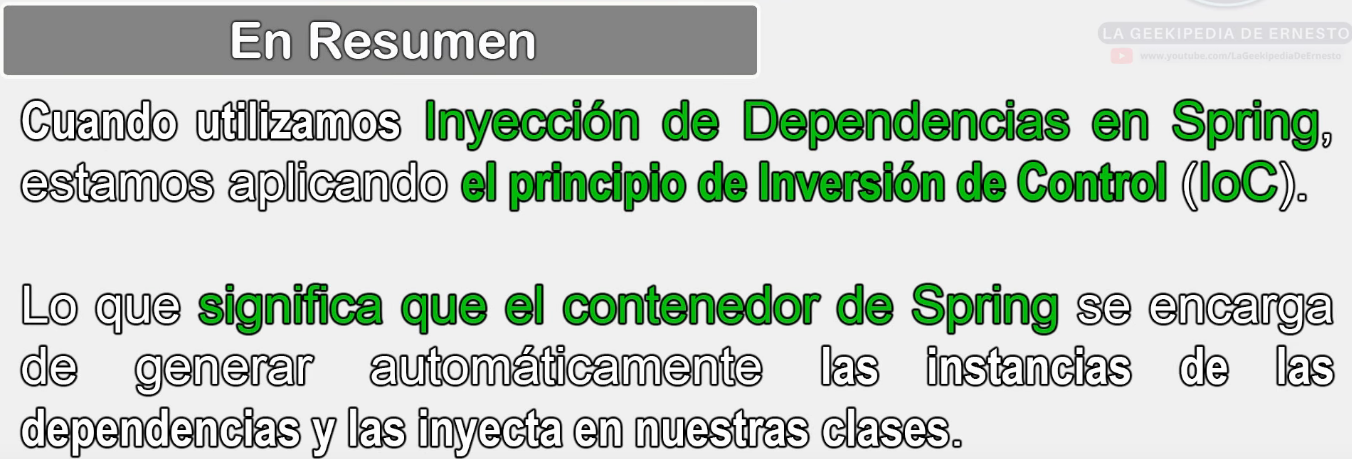 En Resumen
LA GEEKIPEDIA DE ERNESTO
www.youtube.com/LaGeekipediaDeErnesto
Cuando utilizamos Inyección de Dependencias en Spring,
estamos aplicando el principio de Inversión de Control (IoC).
Lo que significa que el contenedor de Spring se encarga
de generar automáticamente las instancias de las
dependencias y las inyecta en nuestras clases.